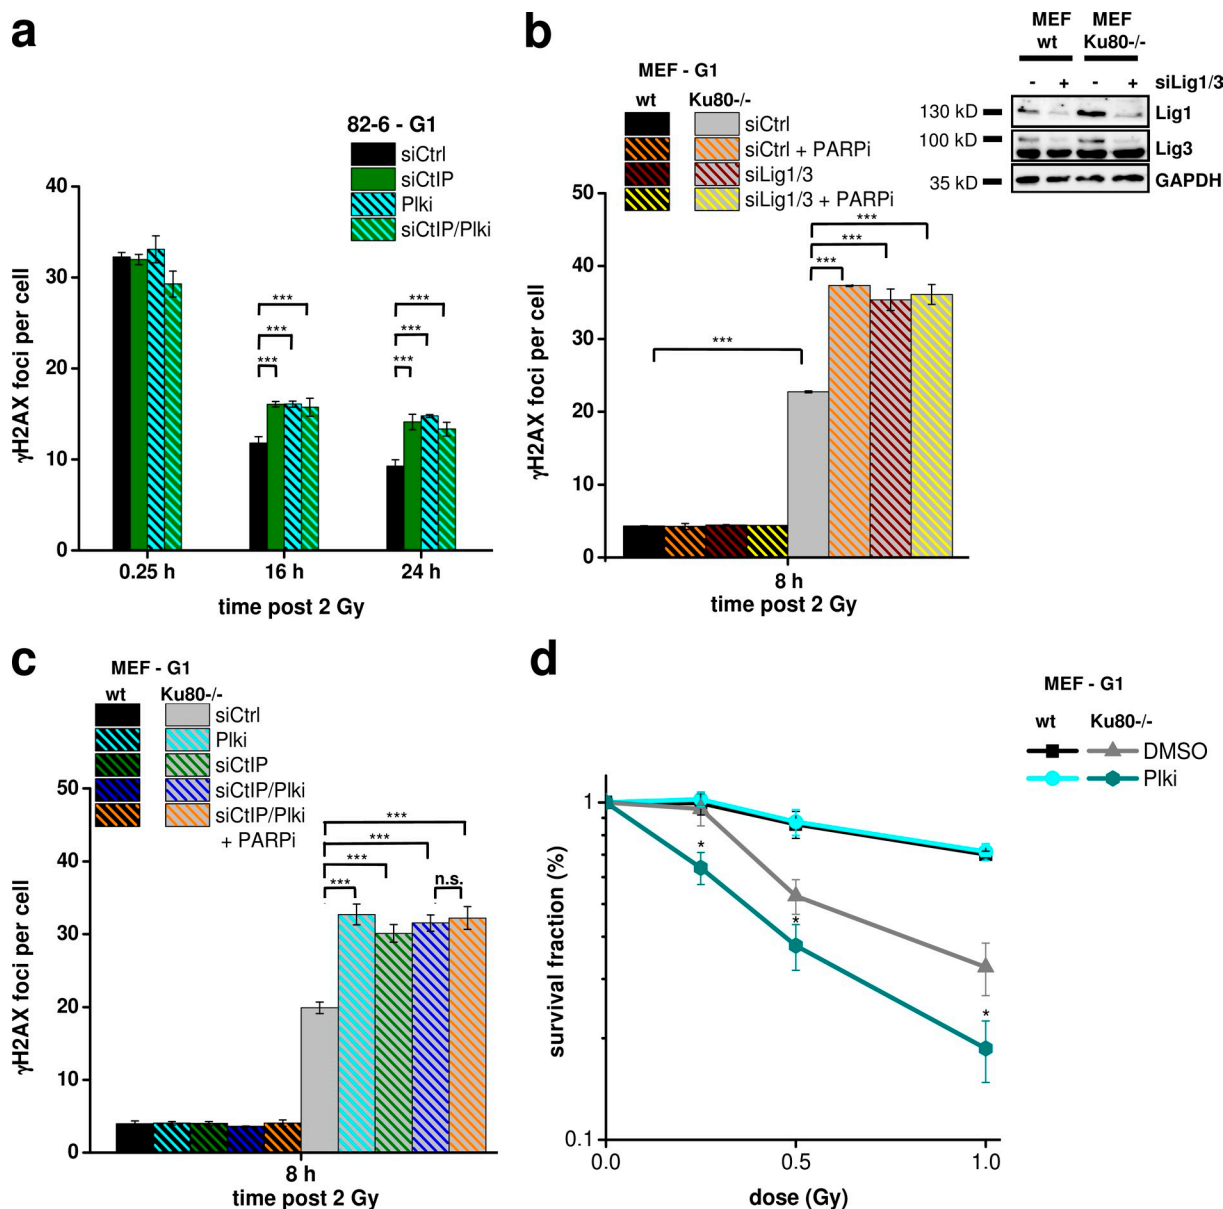 a
82-6 - G1
siCtrl
siCtIP
Plki
siCtIP/Plki
γH2AX foci per cell
40
30
20
10
0
***
***
***
***
***
***
0.25 h
16 h
24 h
time post 2 Gy
b
MEF - G1
wt
Ku80-/-
siCtrl
siCtrl + PARPi
siLig1/3
siLig1/3 + PARPi
MEF
wt
MEF
Ku80-/-
-
+
-
+
siLig1/3
130 kD
Lig1
100 kD
Lig3
35 kD
GAPDH
γH2AX foci per cell
50
40
30
20
10
0
***
***
***
***
8 h
time post 2 Gy
c
MEF - G1
wt
Ku80-/-
siCtrl
Plki
siCtIP
siCtIP/Plki
siCtIP/Plki
+ PARPi
γH2AX foci per cell
50
40
30
20
10
0
***
***
***
***
n.s.
8 h
time post 2 Gy
d
MEF - G1
wt
Ku80-/-
DMSO
Plki
survival fraction (%)
1
0.1
*
*
*
0.0
0.5
1.0
dose (Gy)